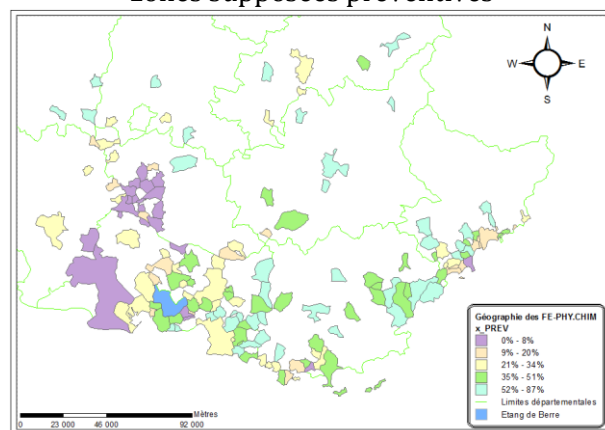 zones supposées préventives
N
W E
S
Géographie des FE-PHY.CHIM
x_PREV
0% - 8%
9% - 20%
21% - 34%
35% - 51%
52% - 87%
Limites départementales
Etang de Berre
Mètres
0 23 000 46 000 92 000